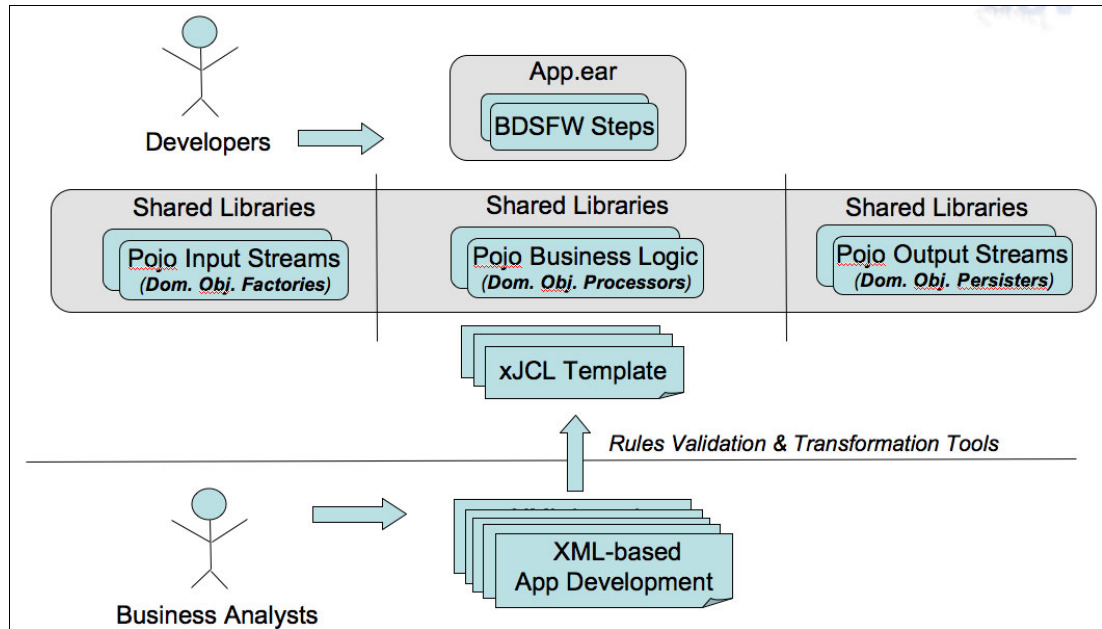 App.ear
BDSFW Steps
Developers
Shared Libraries
Pojo Input Streams
(Dom. Obj. Factories)
Shared Libraries
Pojo Business Logic
(Dom. Obj. Processors)
Shared Libraries
Pojo Output Streams
(Dom. Obj. Persisters)
xJCL Template
Rules Validation & Transformation Tools
XML-based
App Development
Business Analysts